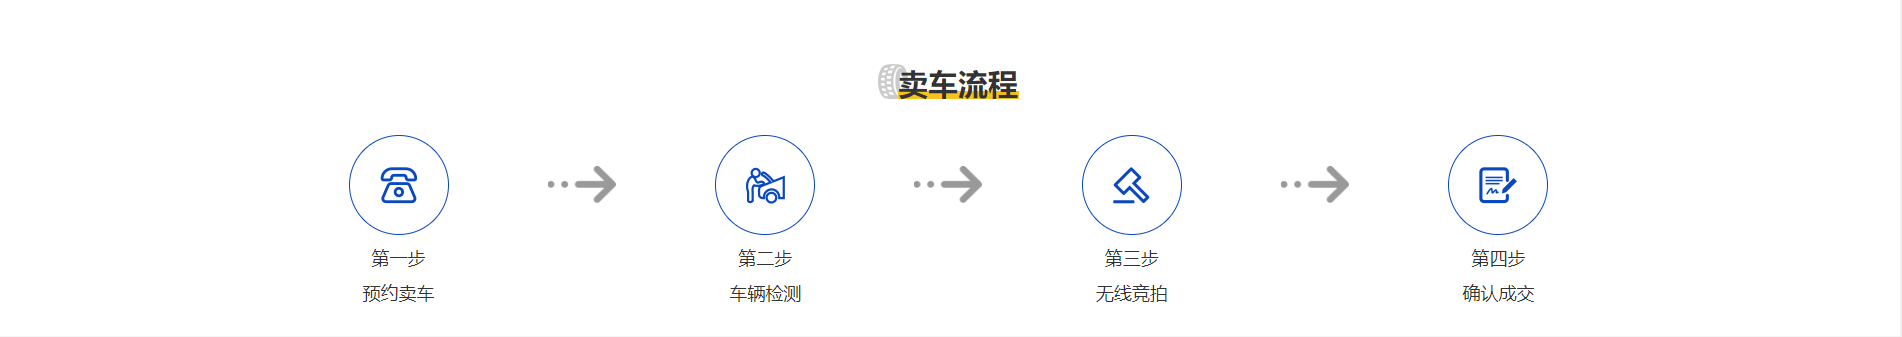 卖车流程
第一步
预约卖车
第二步
车辆检测
第三步
无线竞拍
第四步
确认成交